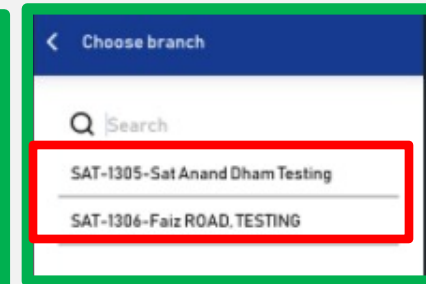 Choose branch
Search
SAT-1305-Sat Anand Dham Testing
SAT-1306-Faiz ROAD, TESTING